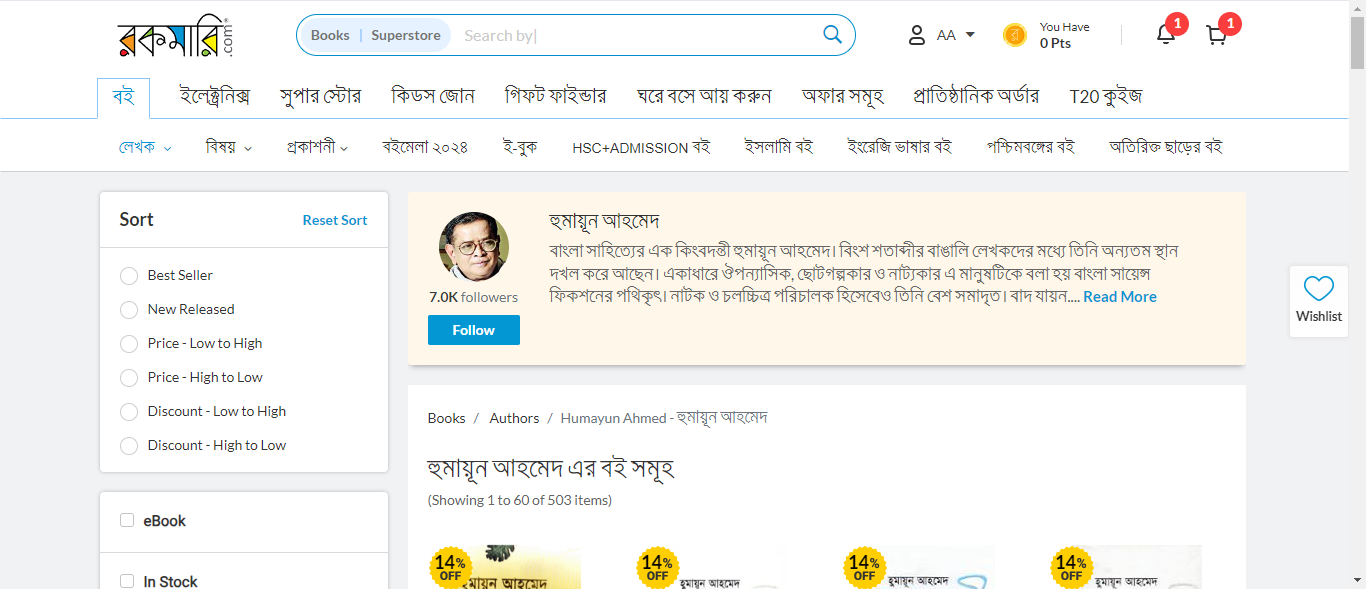 রকমারি.com
Books | Superstore Search by
AA
You Have
0 Pts
1
1
বই ইলেক্ট্রনিক্স সুপার স্টোর কিডস জোন গিফট ফাইন্ডার ঘরে বসে আয় করুন অফার সমূহ প্রাতিষ্ঠানিক অর্ডার T20 কুইজ
লেখক বিষয় প্রকাশনী বইমেলা ২০২৪ ই-বুক HSC+ADMISSION বই ইসলামি বই ইংরেজি ভাষার বই পশ্চিমবঙ্গের বই অতিরিক্ত ছাড়ের বই
Sort Reset Sort
Best Seller
New Released
Price - Low to High
Price - High to Low
Discount - Low to High
Discount - High to Low
eBook
In Stock
হুমায়ূন আহমেদ
বাংলা সাহিত্যের এক কিংবদন্তী হুমায়ূন আহমেদ। বিংশ শতাব্দীর বাঙালি লেখকদের মধ্যে তিনি অন্যতম স্থান
দখল করে আছেন। একাধারে ঔপন্যাসিক, ছোটগল্পকার ও নাট্যকার এ মানুষটিকে বলা হয় বাংলা সায়েন্স
ফিকশনের পথিকৃৎ। নাটক ও চলচ্চিত্র পরিচালক হিসেবেও তিনি বেশ সমাদৃত। বাদ যায়ন.... Read More
7.0K followers
Follow
Wishlist
Books / Authors / Humayun Ahmed - হুমায়ূন আহমেদ
হুমায়ূন আহমেদ এর বই সমূহ
(Showing 1 to 60 of 503 items)
14% OFF
হুমায়ূন আহমেদ
14% OFF
হুমায়ূন আহমেদ
14% OFF
হুমায়ূন আহমেদ
14% OFF
হুমায়ূন আহমেদ